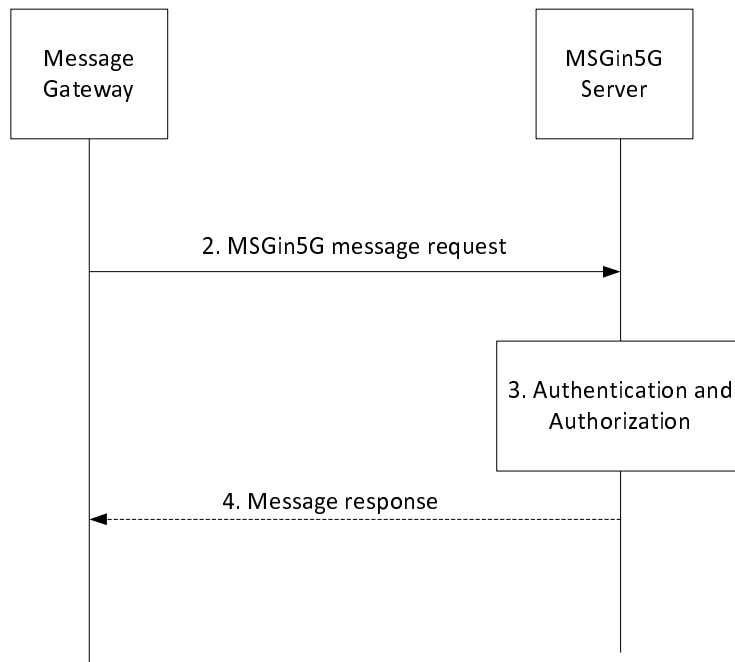 Message
Gateway
MSGin5G
Server
2. MSGin5G message request
3. Authentication and
Authorization
4. Message response